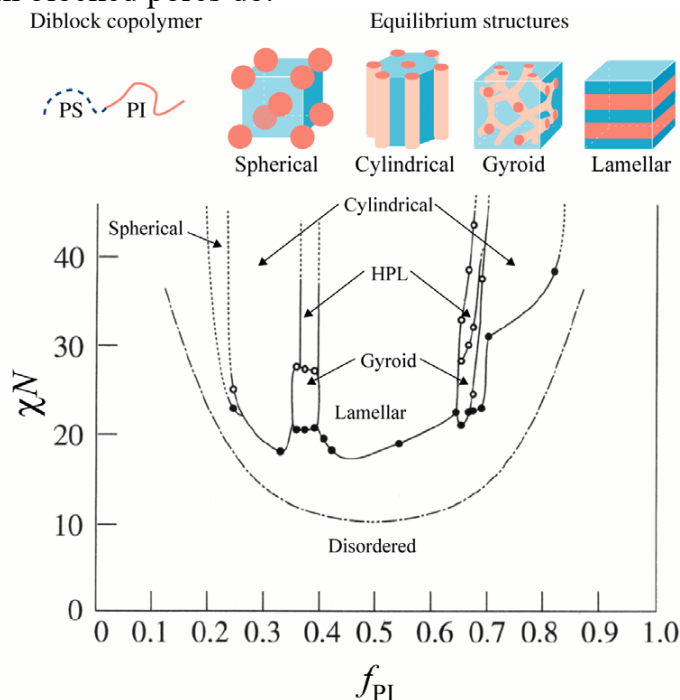 Diblock copolymer Equilibrium structures
PS PI
Spherical Cylindrical Gyroid Lamellar
Cylindrical
Spherical
40
HPL
30
Gyroid
Lamellar
20
10
Disordered
0
χN
0 0.1 0.2 0.3 0.4 0.5 0.6 0.7 0.8 0.9 1.0
fPI